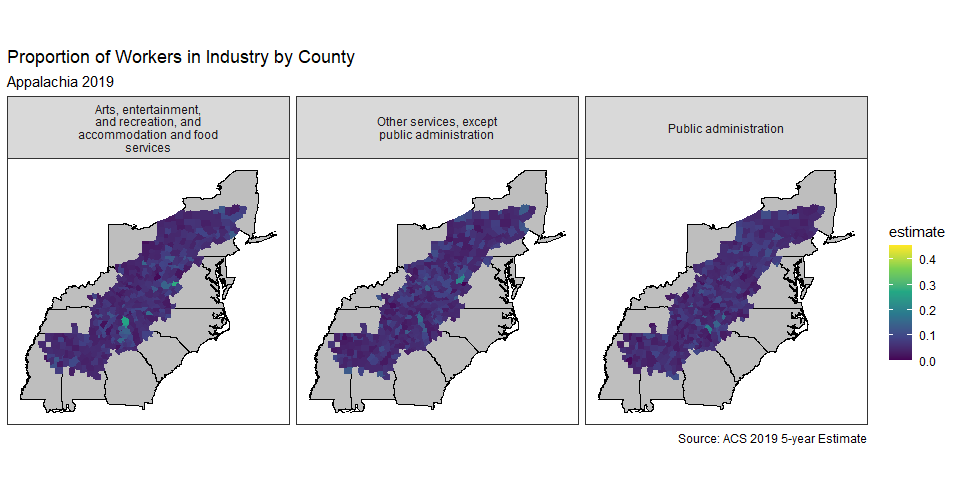 Proportion of Workers in Industry by County
Appalachia 2019
Arts, entertainment,
and recreation, and
accommodation and food
services
Other services, except
public administration
Public administration
estimate
0.4
0.3
0.2
0.1
0.0
Source: ACS 2019 5-year Estimate